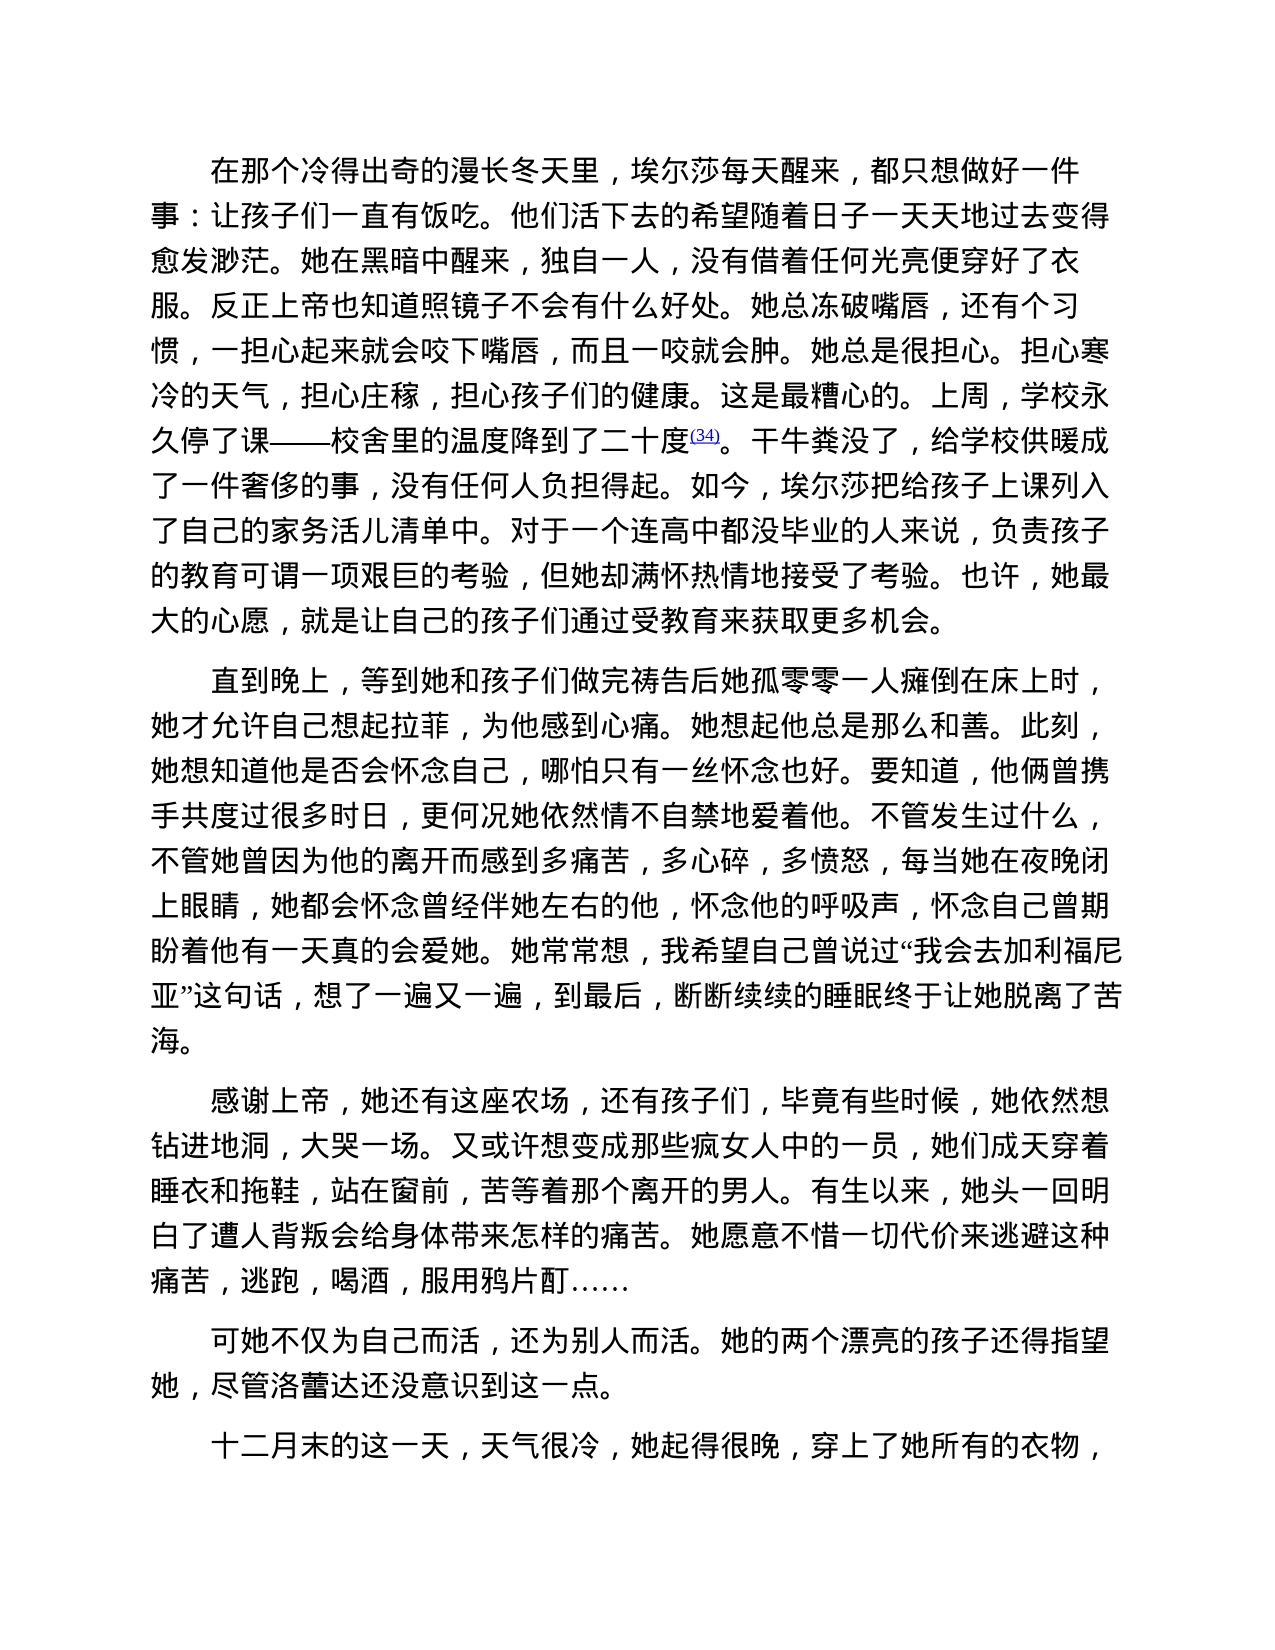 在那个冷得出奇的漫长冬天里，埃尔莎每天醒来，都只想做好一件
事：让孩子们一直有饭吃。他们活下去的希望随着日子一天天地过去变得
愈发渺茫。她在黑暗中醒来，独自一人，没有借着任何光亮便穿好了衣
服。反正上帝也知道照镜子不会有什么好处。她总冻破嘴唇，还有个习
惯，一担心起来就会咬下嘴唇，而且一咬就会肿。她总是很担心。担心寒
冷的天气，担心庄稼，担心孩子们的健康。这是最糟心的。上周，学校永
久停了课——校舍里的温度降到了二十度(34)。干牛粪没了，给学校供暖成
了一件奢侈的事，没有任何人负担得起。如今，埃尔莎把给孩子上课列入
了自己的家务活儿清单中。对于一个连高中都没毕业的人来说，负责孩子
的教育可谓一项艰巨的考验，但她却满怀热情地接受了考验。也许，她最
大的心愿，就是让自己的孩子们通过受教育来获取更多机会。
直到晚上，等到她和孩子们做完祷告后她孤零零一人瘫倒在床上时，
她才允许自己想起拉菲，为他感到心痛。她想起他总是那么和善。此刻，
她想知道他是否会怀念自己，哪怕只有一丝怀念也好。要知道，他俩曾携
手共度过很多时日，更何况她依然情不自禁地爱着他。不管发生过什么，
不管她曾因为他的离开而感到多痛苦，多心碎，多愤怒，每当她在夜晚闭
上眼睛，她都会怀念曾经伴她左右的他，怀念他的呼吸声，怀念自己曾期
盼着他有一天真的会爱她。她常常想，我希望自己曾说过“我会去加利福尼
亚”这句话，想了一遍又一遍，到最后，断断续续的睡眠终于让她脱离了苦
海。
感谢上帝，她还有这座农场，还有孩子们，毕竟有些时候，她依然想
钻进地洞，大哭一场。又或许想变成那些疯女人中的一员，她们成天穿着
睡衣和拖鞋，站在窗前，苦等着那个离开的男人。有生以来，她头一回明
白了遭人背叛会给身体带来怎样的痛苦。她愿意不惜一切代价来逃避这种
痛苦，逃跑，喝酒，服用鸦片酊……
可她不仅为自己而活，还为别人而活。她的两个漂亮的孩子还得指望
她，尽管洛蕾达还没意识到这一点。
十二月末的这一天，天气很冷，她起得很晚，穿上了她所有的衣物，